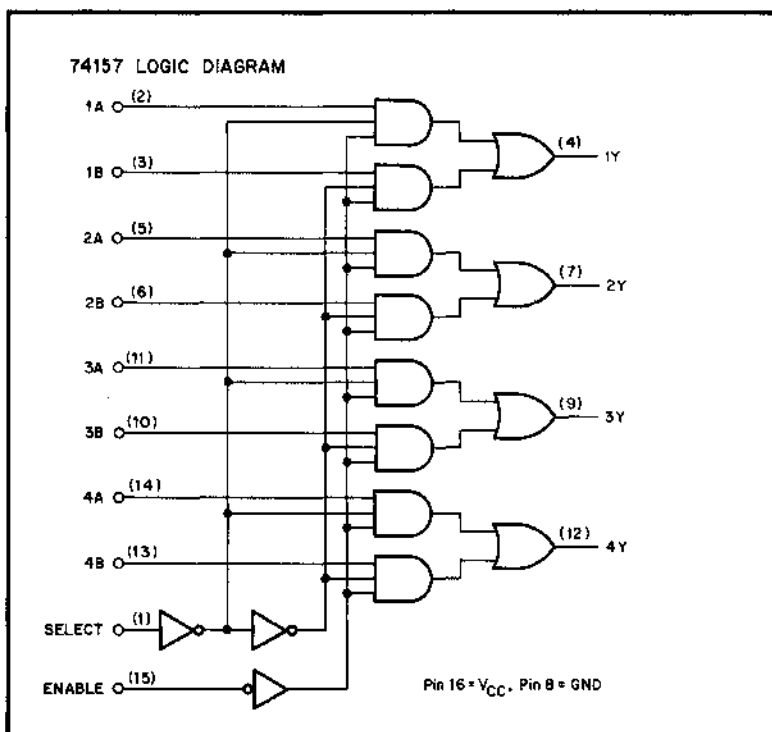 74157 LOGIC DIAGRAM
1A (2)
(4) 1Y
1B (3)
2A (5)
(7) 2Y
2B (6)
3A (11)
(9) 3Y
3B (10)
4A (14)
(12) 4Y
4B (13)
SELECT (1)
ENABLE (15)
Pin 16 = VCC, Pin 8 = GND